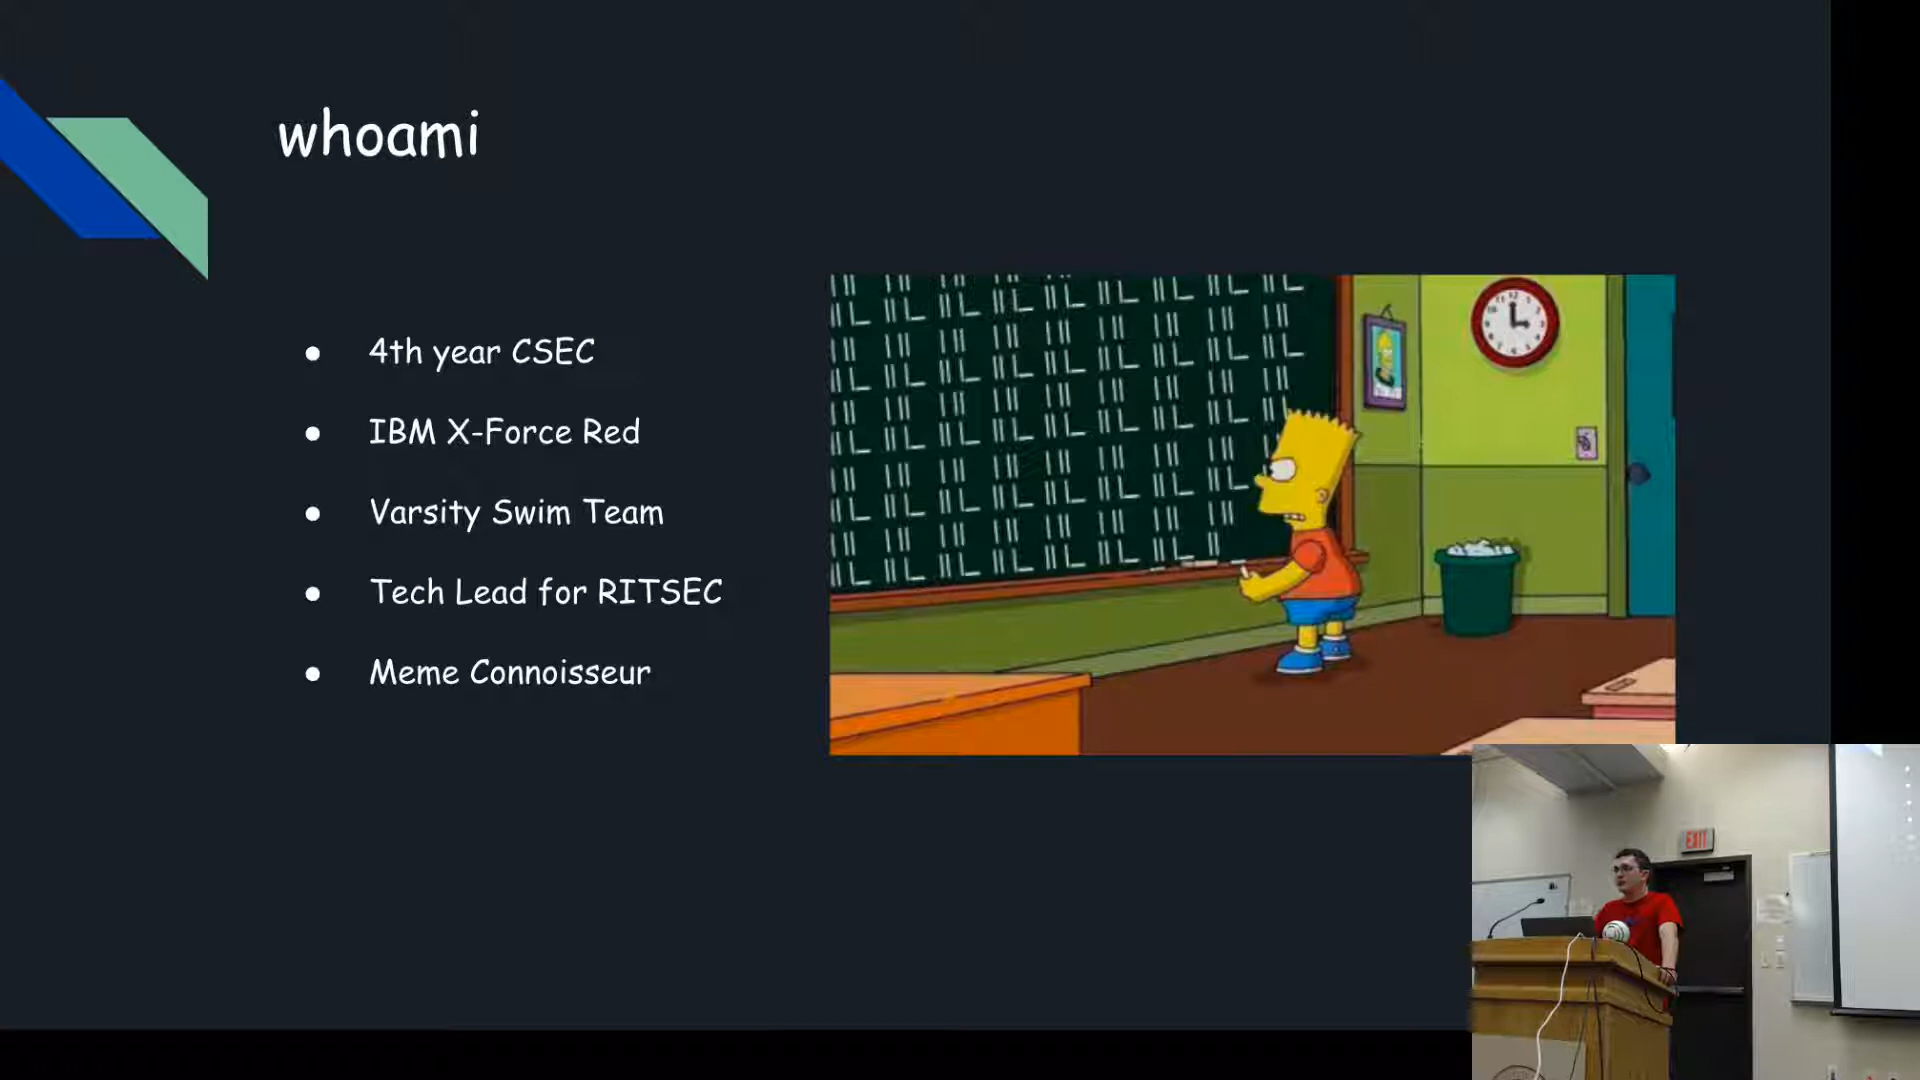 whoami
● 4th year CSEC
● IBM X-Force Red
● Varsity Swim Team
● Tech Lead for RITSEC
● Meme Connoisseur
EXIT